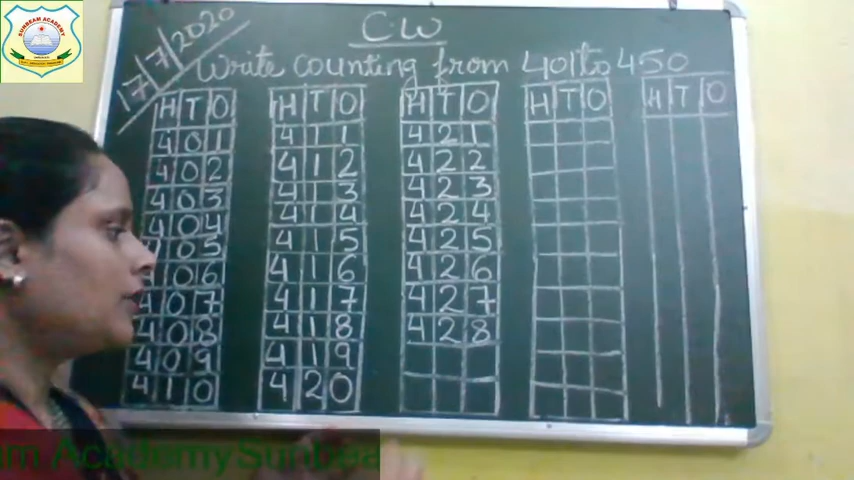 SUNBEAM ACADEMY
17/7/2020
C.W
Write counting from 401 to 450
H T O H T O H T O H T O H T O
4 0 1 4 1 1 4 2 1
4 0 2 4 1 2 4 2 2
4 0 3 4 1 3 4 2 3
4 0 4 4 1 4 4 2 4
4 0 5 4 1 5 4 2 5
4 0 6 4 1 6 4 2 6
4 0 7 4 1 7 4 2 7
4 0 8 4 1 8 4 2 8
4 0 9 4 1 9
4 1 0 4 2 0
am Academy Sunbea